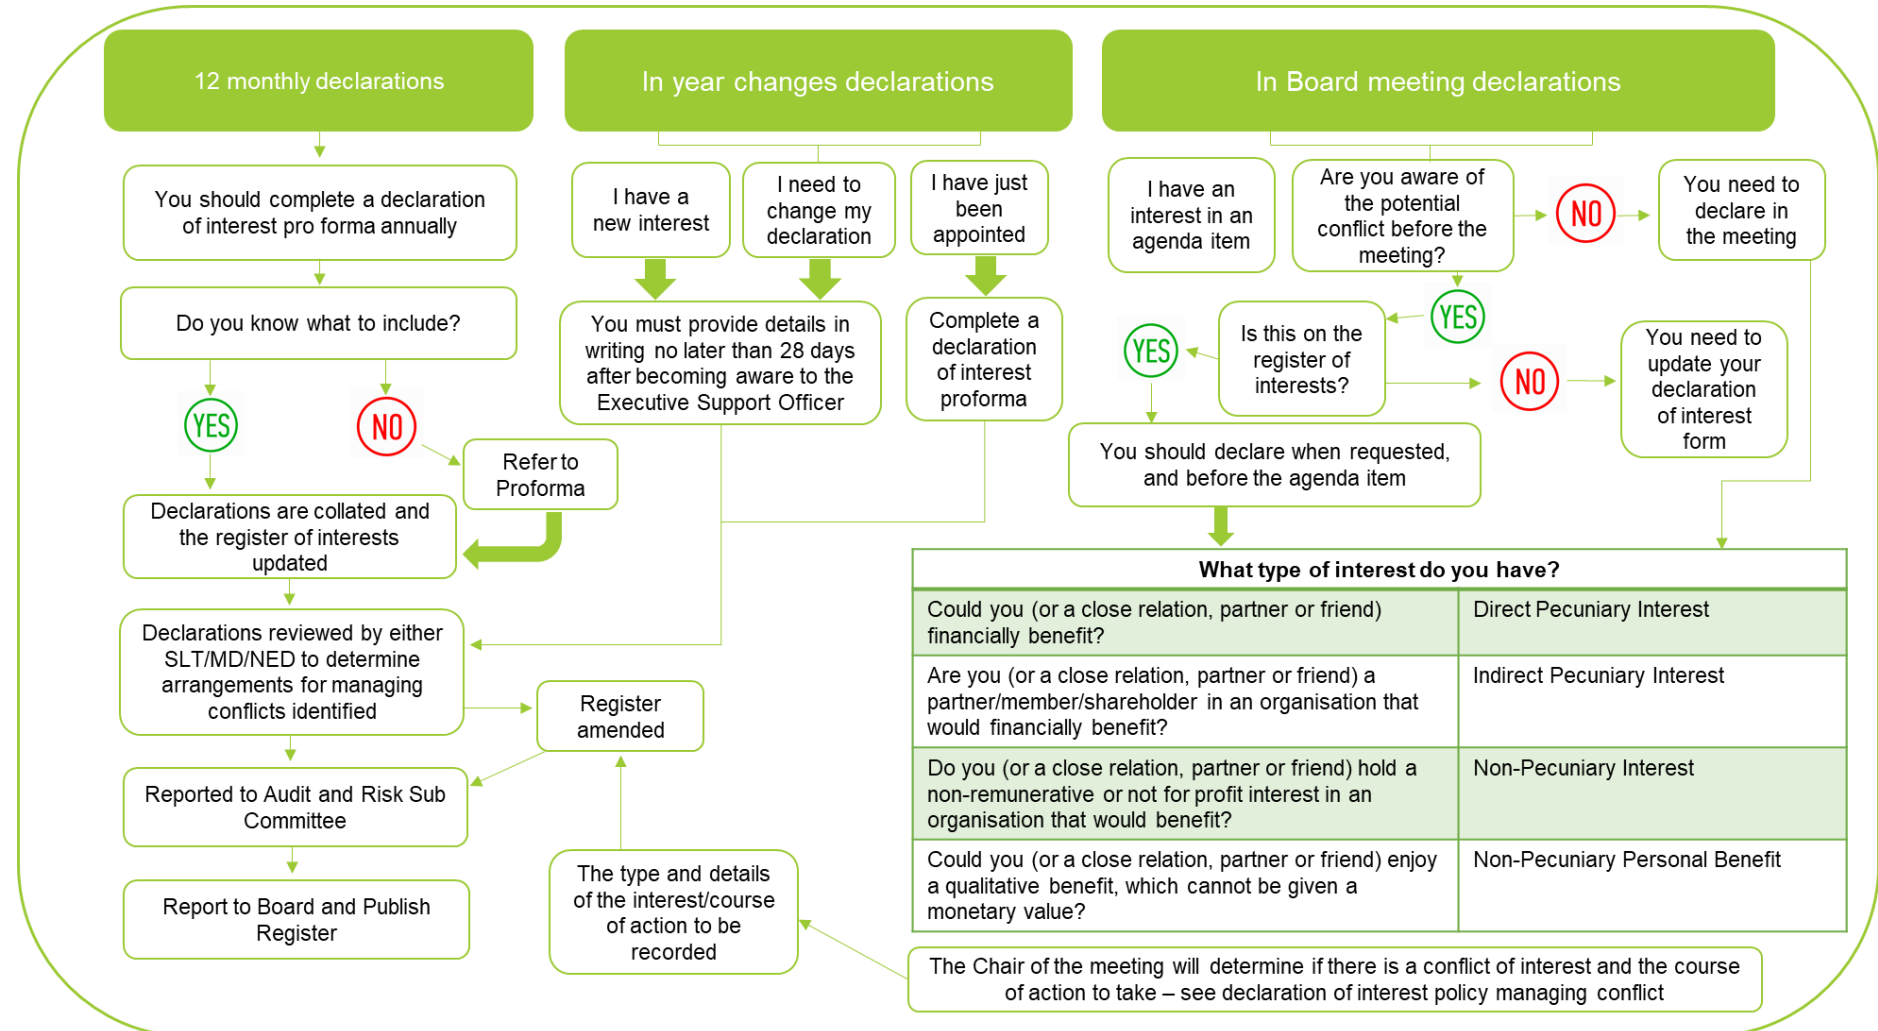 12 monthly declarations
You should complete a declaration
of interest pro forma annually
Do you know what to include?
YES
NO
Refer to
Proforma
Declarations are collated and
the register of interests
updated
Declarations reviewed by either
SLT/MD/NED to determine
arrangements for managing
conflicts identified
Register
amended
Reported to Audit and Risk Sub
Committee
Report to Board and Publish
Register
In year changes declarations
I have a
new interest
I need to
change my
declaration
I have just
been
appointed
You must provide details in
writing no later than 28 days
after becoming aware to the
Executive Support Officer
Complete a
declaration
of interest
proforma
In Board meeting declarations
I have an
interest in an
agenda item
Are you aware of
the potential
conflict before the
meeting?
NO
You need to
declare in
the meeting
YES
Is this on the
register of
interests?
YES
NO
You need to
update your
declaration
of interest
form
You should declare when requested,
and before the agenda item
What type of interest do you have?
Could you (or a close relation, partner or friend)
financially benefit?
Direct Pecuniary Interest
Are you (or a close relation, partner or friend) a
partner/member/shareholder in an organisation that
would financially benefit?
Indirect Pecuniary Interest
Do you (or a close relation, partner or friend) hold a
non-remunerative or not for profit interest in an
organisation that would benefit?
Non-Pecuniary Interest
Could you (or a close relation, partner or friend) enjoy
a qualitative benefit, which cannot be given a
monetary value?
Non-Pecuniary Personal Benefit
The Chair of the meeting will determine if there is a conflict of interest and the course
of action to take – see declaration of interest policy managing conflict
The type and details
of the interest/course
of action to be
recorded